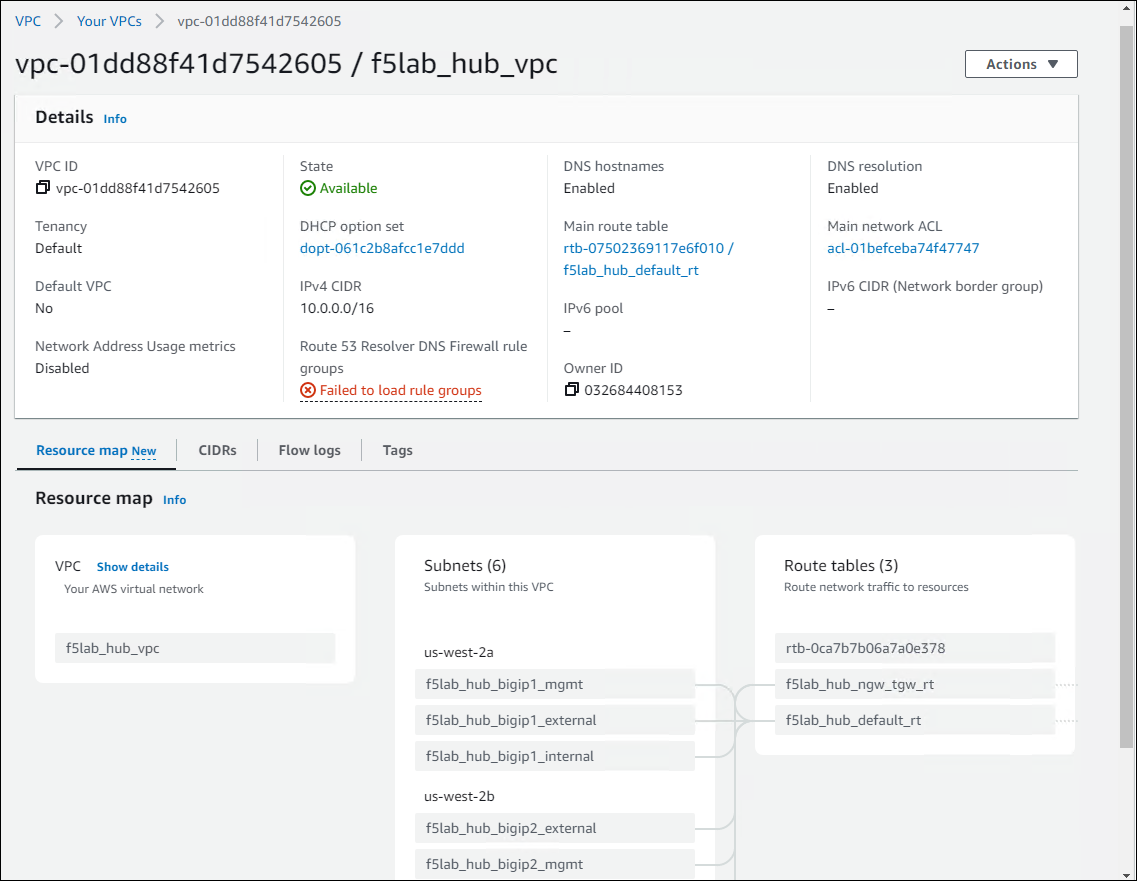 VPC > Your VPCs > vpc-01dd88f41d7542605
vpc-01dd88f41d7542605 / f5lab_hub_vpc
Actions ▼
Details Info
VPC ID
vpc-01dd88f41d7542605
State
Available
DNS hostnames
Enabled
DNS resolution
Enabled
Tenancy
Default
DHCP option set
dopt-061c2b8afcc1e7ddd
Main route table
rtb-07502369117e6f010 /
f5lab_hub_default_rt
Main network ACL
acl-01befceba74f47747
Default VPC
No
IPv4 CIDR
10.0.0.0/16
IPv6 pool
–
IPv6 CIDR (Network border group)
–
Network Address Usage metrics
Disabled
Route 53 Resolver DNS Firewall rule
groups
Failed to load rule groups
Owner ID
032684408153
Resource map New
CIDRs
Flow logs
Tags
Resource map Info
VPC Show details
Your AWS virtual network
f5lab_hub_vpc
Subnets (6)
Subnets within this VPC
us-west-2a
f5lab_hub_bigip1_mgmt
f5lab_hub_bigip1_external
f5lab_hub_bigip1_internal
us-west-2b
f5lab_hub_bigip2_external
f5lab_hub_bigip2_mgmt
Route tables (3)
Route network traffic to resources
rtb-0ca7b7b06a7a0e378
f5lab_hub_ngw_tgw_rt
f5lab_hub_default_rt